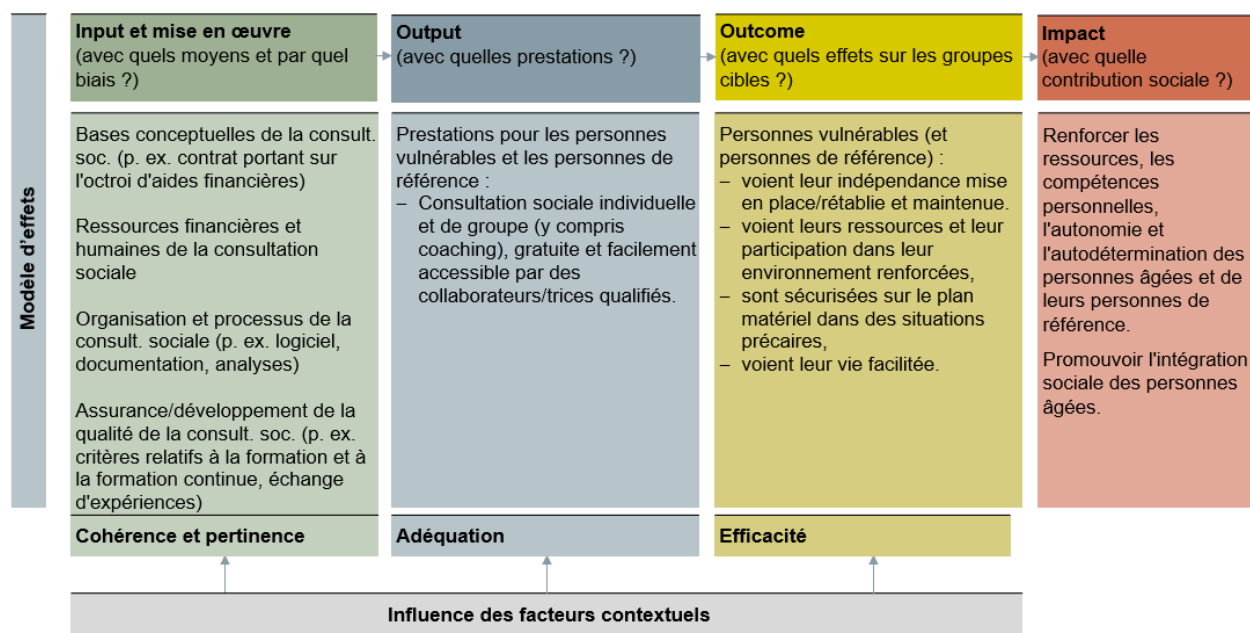 Modèle d'effets
Input et mise en œuvre
(avec quels moyens et par quel
biais ?)
Output
(avec quelles prestations ?)
Outcome
(avec quels effets sur les groupes
cibles ?)
Impact
(avec quelle
contribution sociale ?)
Bases conceptuelles de la consult.
soc. (p. ex. contrat portant sur
l'octroi d'aides financières)
Ressources financières et
humaines de la consultation
sociale
Organisation et processus de la
consult. sociale (p. ex. logiciel,
documentation, analyses)
Assurance/développement de la
qualité de la consult. soc. (p. ex.
critères relatifs à la formation et à
la formation continue, échange
d'expériences)
Prestations pour les personnes
vulnérables et les personnes de
référence :
– Consultation sociale individuelle
et de groupe (y compris
coaching), gratuite et facilement
accessible par des
collaborateurs/trices qualifiés.
Personnes vulnérables (et
personnes de référence) :
– voient leur indépendance mise
en place/rétablie et maintenue.
– voient leurs ressources et leur
participation dans leur
environnement renforcées,
– sont sécurisées sur le plan
matériel dans des situations
précaires,
– voient leur vie facilitée.
Renforcer les
ressources, les
compétences
personnelles,
l'autonomie et
l'autodétermination des
personnes âgées et de
leurs personnes de
référence.
Promouvoir l'intégration
sociale des personnes
âgées.
Cohérence et pertinence
Adéquation
Efficacité
Influence des facteurs contextuels